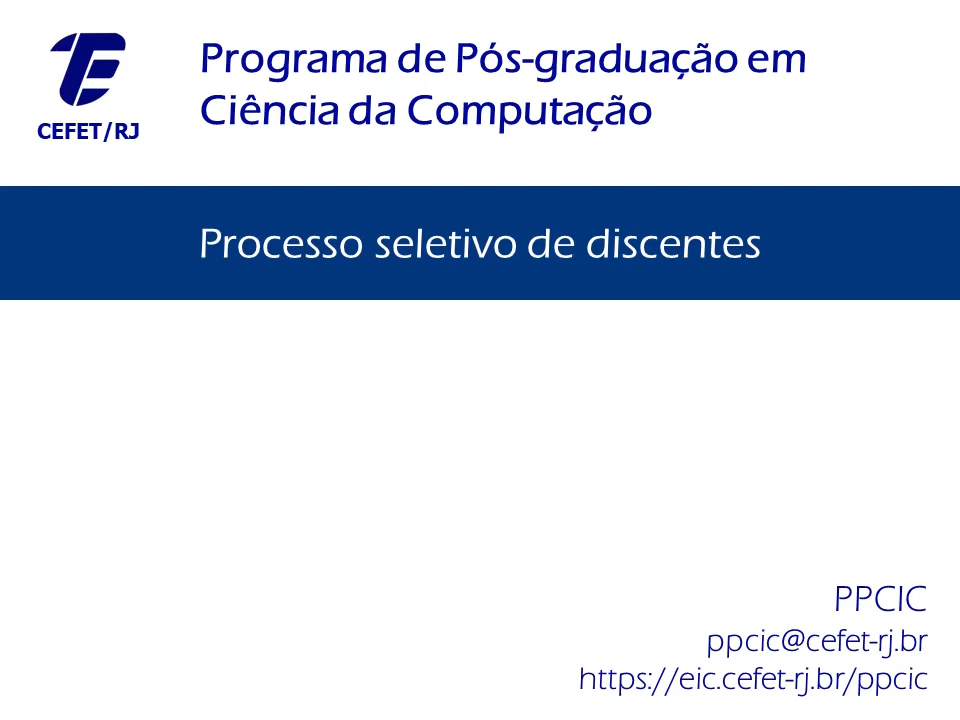 Programa de Pós-graduação em
Ciência da Computação
CEFET/RJ
Processo seletivo de discentes
PPCIC
ppcic@cefet-rj.br
https://eic.cefet-rj.br/ppcic